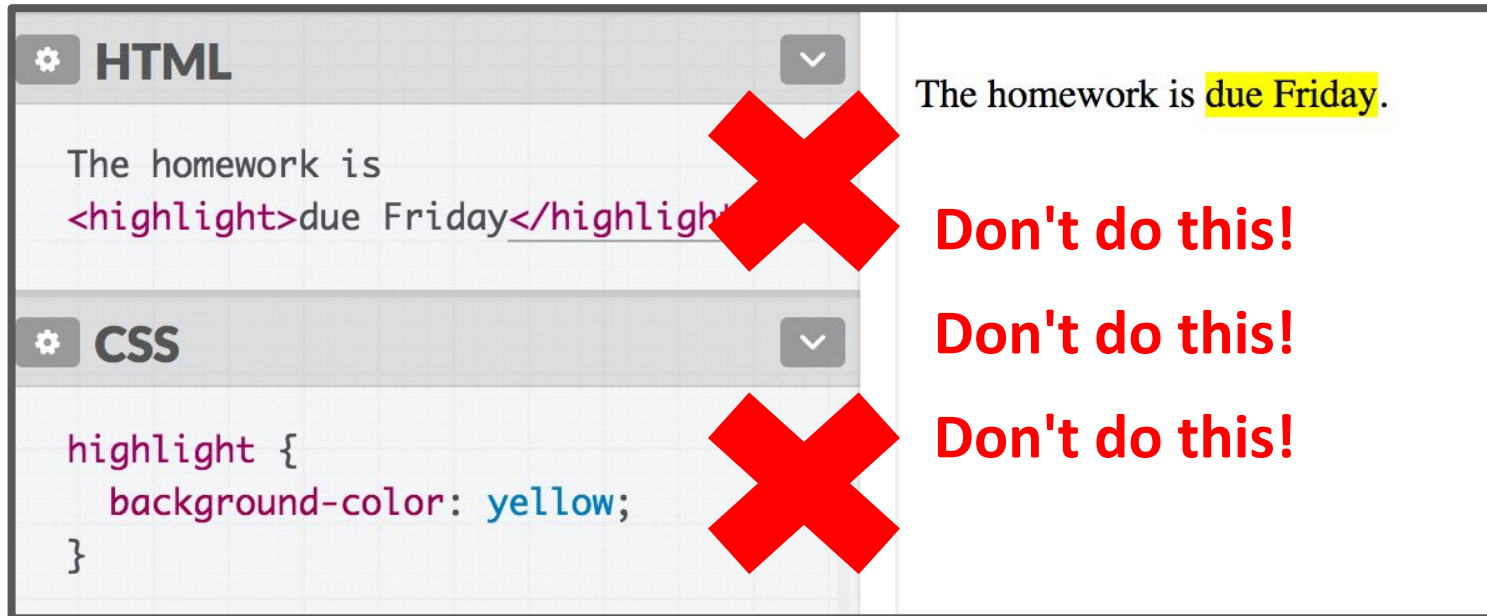 HTML
The homework is
<highlight>due Friday</highligh
CSS
highlight {
background-color: yellow;
}
The homework is due Friday.
Don't do this!
Don't do this!
Don't do this!